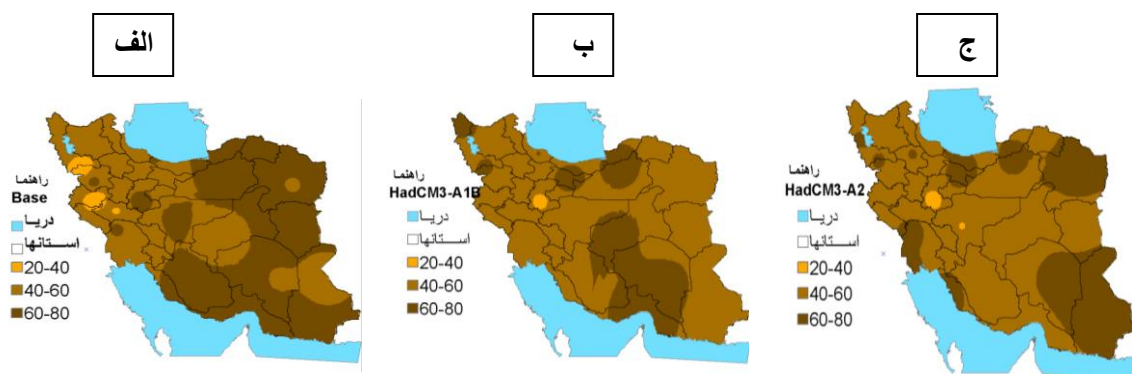 الف
ب
ج
راهنما
Base
دریا
استانها
20-40
40-60
60-80
راهنما
HadCM3-A1B
دریا
استانها
20-40
40-60
60-80
راهنما
HadCM3-A2
دریا
استانها
20-40
40-60
60-80